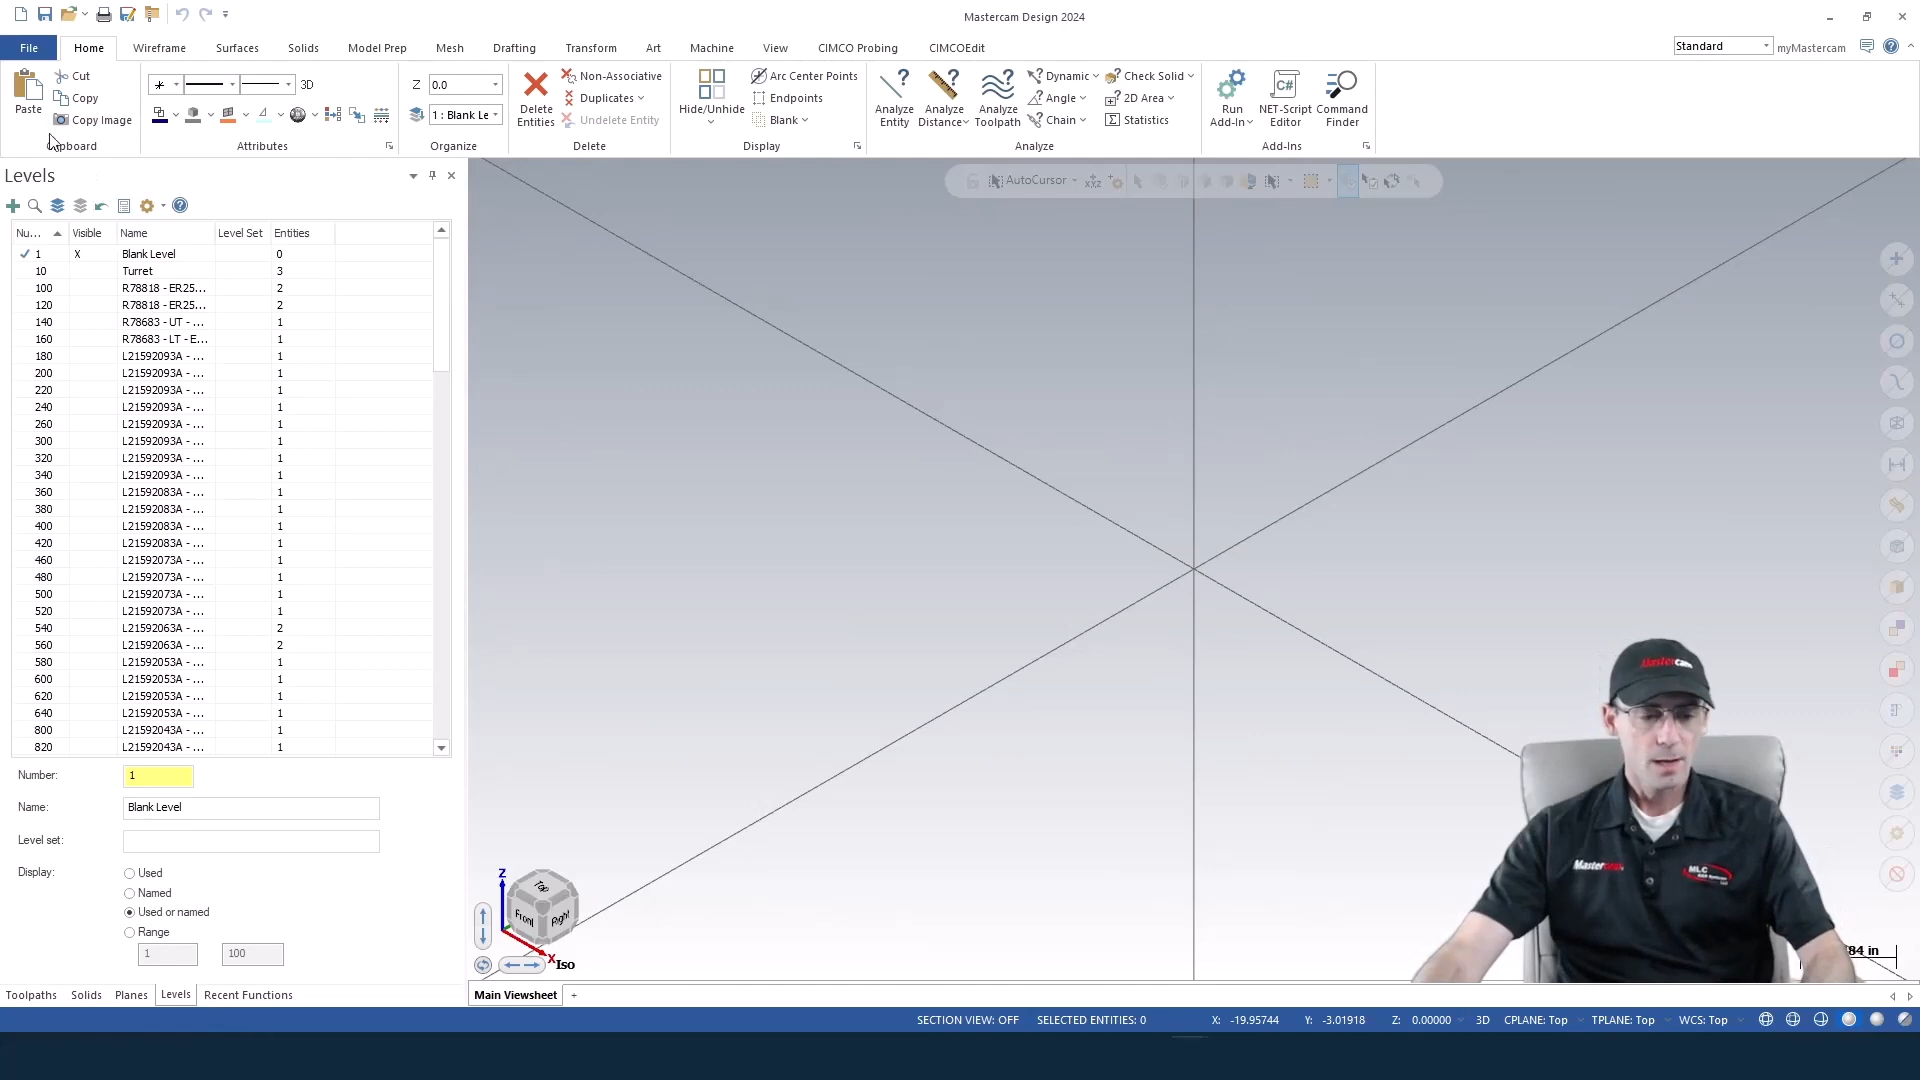 Mastercam Design 2024
File Home Wireframe Surfaces Solids Model Prep Mesh Drafting Transform Art Machine View CIMCO Probing CIMCOEdit Standard myMastercam
Paste Cut Copy Copy Image
Clipboard
3D
Attributes
Z 0.0
1 : Blank Le
Organize
Delete Entities Non-Associative Duplicates Undelete Entity
Delete
Hide/Unhide Arc Center Points Endpoints Blank
Display
Analyze Entity Analyze Distance Analyze Toolpath Dynamic Angle Chain Check Solid 2D Area Statistics
Analyze
Run Add-In C# NET-Script Editor Command Finder
Add-Ins
Levels
AutoCursor
Nu... Visible Name Level Set Entities
1 X Blank Level 0
10 Turret 3
100 R78818 - ER25... 2
120 R78818 - ER25... 2
140 R78683 - UT - ... 1
160 R78683 - LT - E... 1
180 L21592093A - ... 1
200 L21592093A - ... 1
220 L21592093A - ... 1
240 L21592093A - ... 1
260 L21592093A - ... 1
300 L21592093A - ... 1
320 L21592093A - ... 1
340 L21592093A - ... 1
360 L21592083A - ... 1
380 L21592083A - ... 1
400 L21592083A - ... 1
420 L21592083A - ... 1
460 L21592073A - ... 1
480 L21592073A - ... 1
500 L21592073A - ... 1
520 L21592073A - ... 1
540 L21592063A - ... 2
560 L21592063A - ... 2
580 L21592053A - ... 1
600 L21592053A - ... 1
620 L21592053A - ... 1
640 L21592053A - ... 1
800 L21592043A - ... 1
820 L21592043A - ... 1
Number: 1
Name: Blank Level
Level set:
Display: Used
Named
Used or named
Range
1 100
Z
Top
Front Right
X Iso
Mastercam
Mastercam MLC
84 in
Toolpaths Solids Planes Levels Recent Functions
Main Viewsheet +
SECTION VIEW: OFF SELECTED ENTITIES: 0 X: -19.95744 Y: -3.01918 Z: 0.00000 3D CPLANE: Top TPLANE: Top WCS: Top